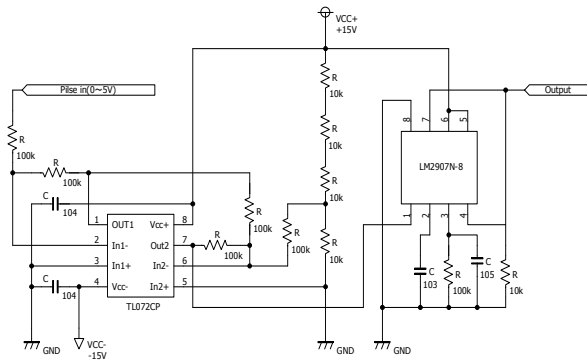 VCC+
+15V
Pilse in(0～5V)
Output
R
10k
R
100k
R
10k
8
7
6
5
R
100k
R
10k
LM2907N-8
C
104
1
OUT1
Vcc+
8
R
100k
2
In1-
Out2
7
R
100k
R
100k
3
In1+
In2-
6
4
Vcc-
In2+
5
R
10k
1
2
3
4
C
104
TL072CP
C
103
R
100k
C
105
R
10k
GND
VCC-
-15V
GND
GND